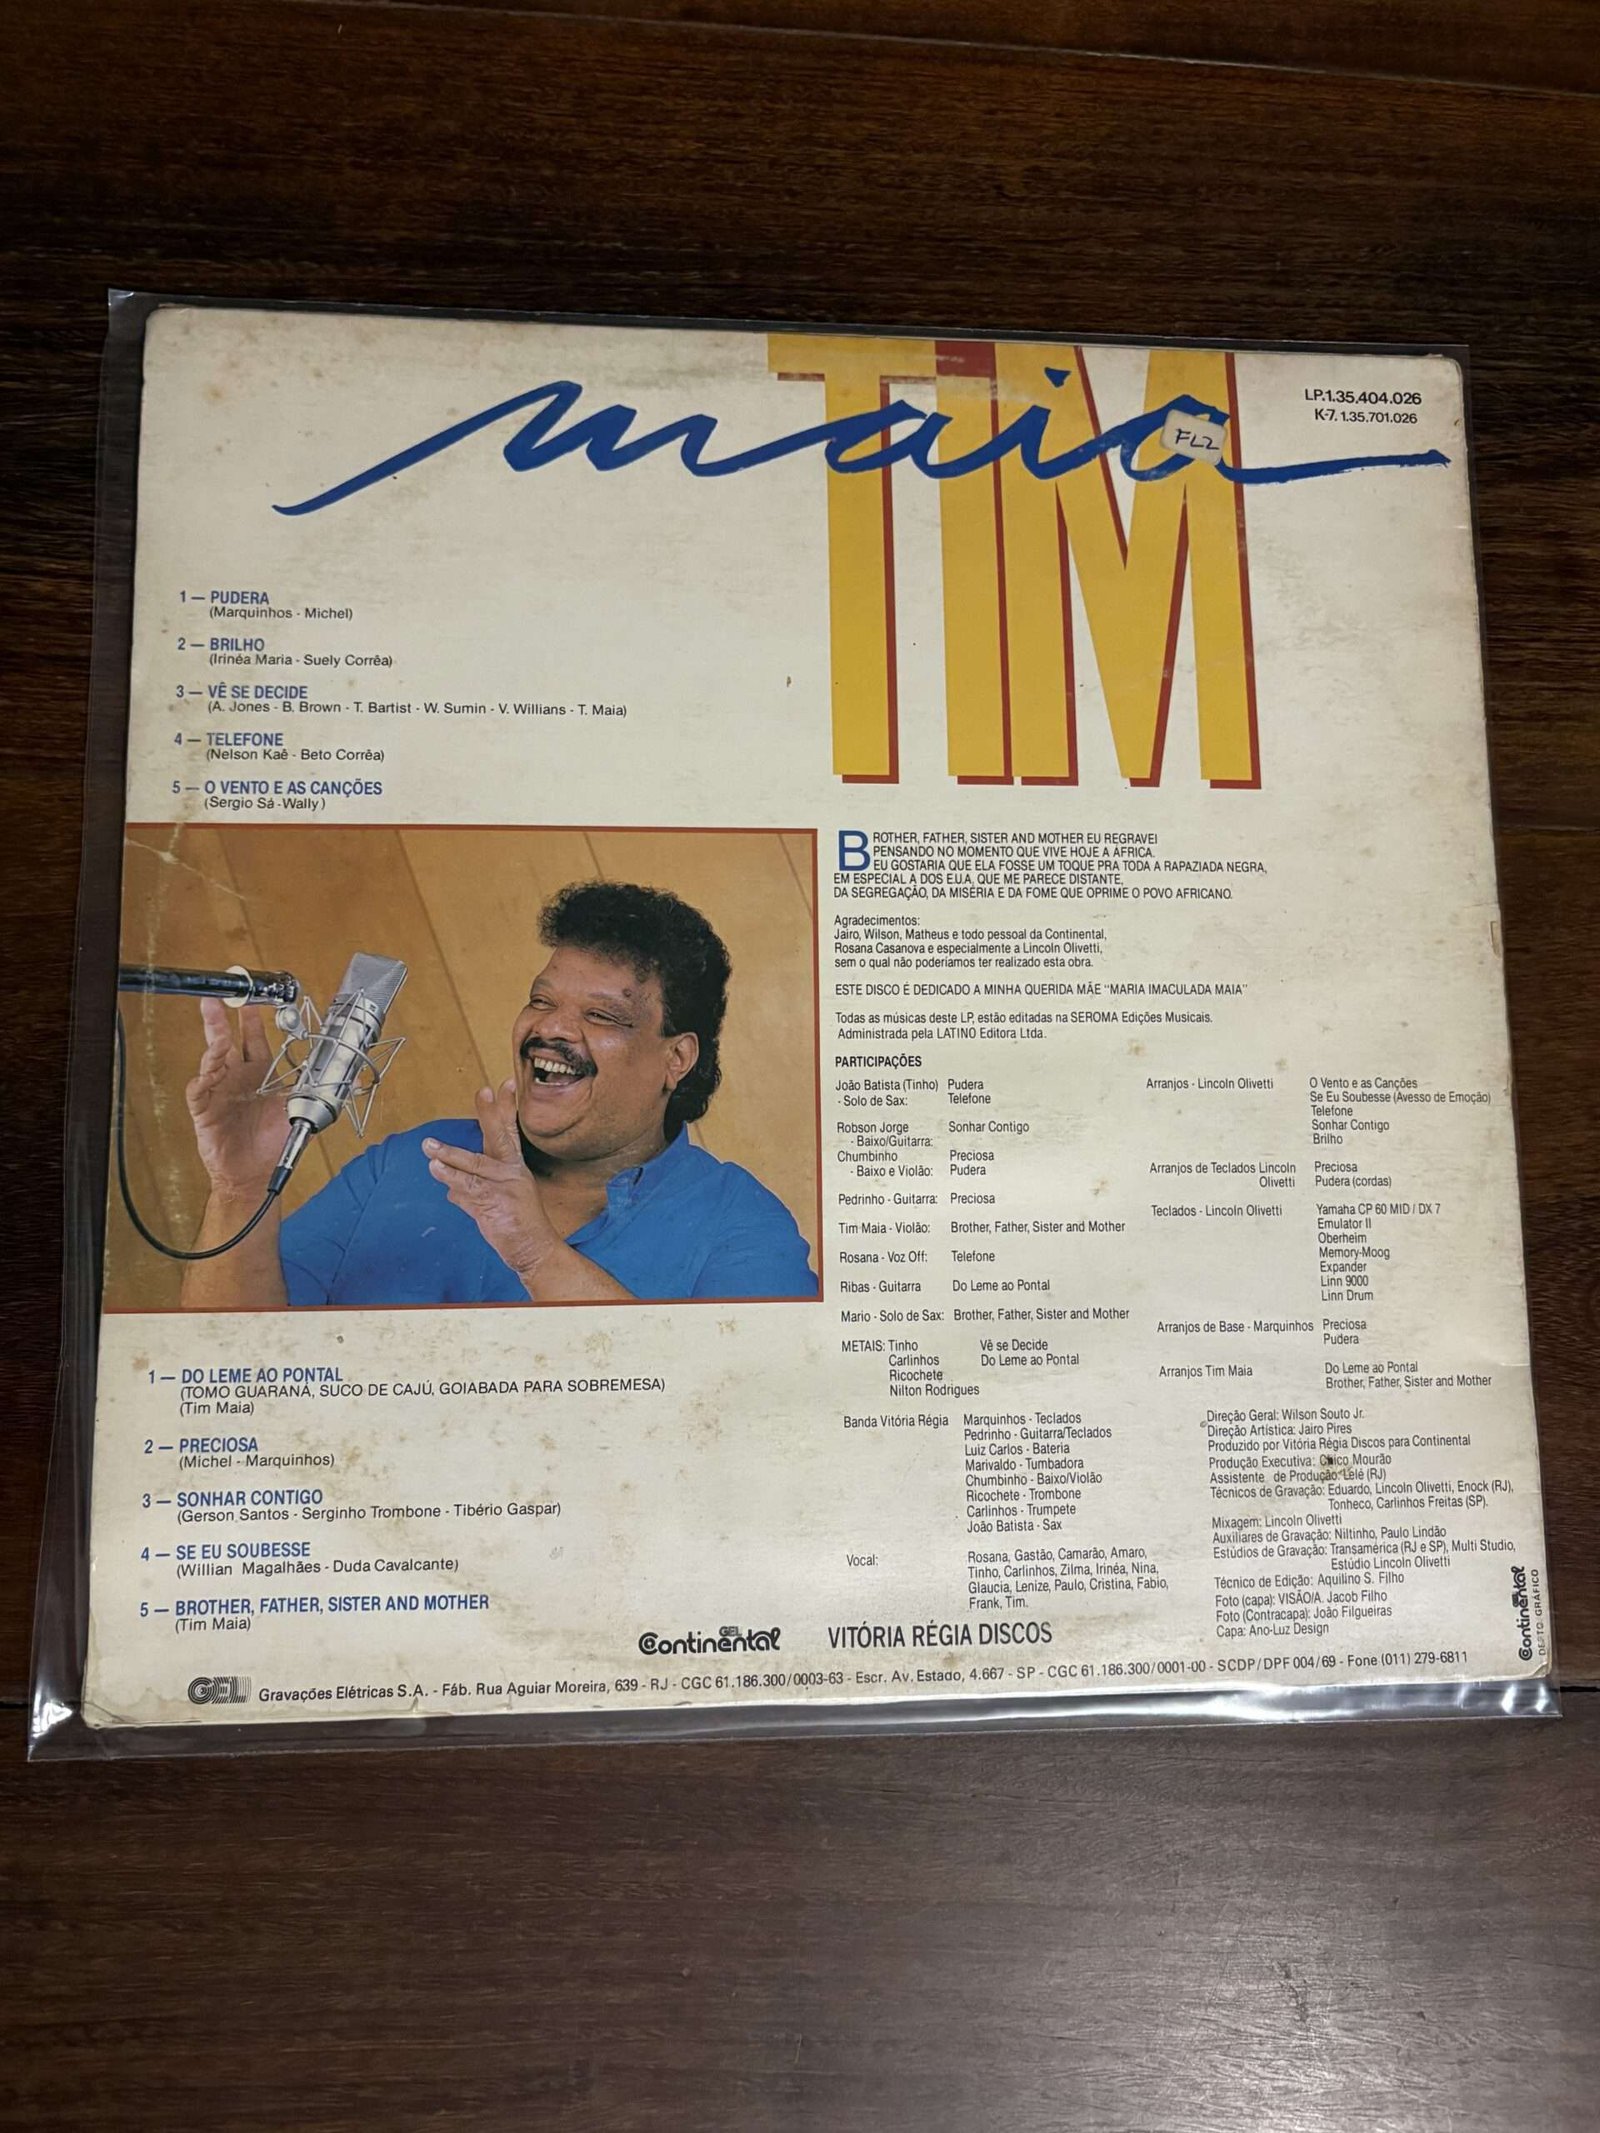 maia
TIM
LP.1.35.404.026
K-7. 1.35.701.026
FL2
1 — PUDERA
(Marquinhos - Michel)
2 — BRILHO
(Irinéa Maria - Suely Corrêa)
3 — VÊ SE DECIDE
(A. Jones - B. Brown - T. Bartist - W. Sumin - V. Willians - T. Maia)
4 — TELEFONE
(Nelson Kaê - Beto Corrêa)
5 — O VENTO E AS CANÇÕES
(Sergio Sá - Wally)
1 — DO LEME AO PONTAL
(TOMO GUARANÁ, SUCO DE CAJÚ, GOIABADA PARA SOBREMESA)
(Tim Maia)
2 — PRECIOSA
(Michel - Marquinhos)
3 — SONHAR CONTIGO
(Gerson Santos - Serginho Trombone - Tibério Gaspar)
4 — SE EU SOUBESSE
(Willian Magalhães - Duda Cavalcante)
5 — BROTHER, FATHER, SISTER AND MOTHER
(Tim Maia)
BROTHER, FATHER, SISTER AND MOTHER EU REGRAVEI
PENSANDO NO MOMENTO QUE VIVE HOJE A ÁFRICA.
EU GOSTARIA QUE ELA FOSSE UM TOQUE PRA TODA A RAPAZIADA NEGRA,
EM ESPECIAL A DOS E.U.A, QUE ME PARECE DISTANTE,
DA SEGREGAÇÃO, DA MISÉRIA E DA FOME QUE OPRIME O POVO AFRICANO.
Agradecimentos:
Jairo, Wilson, Matheus e todo pessoal da Continental,
Rosana Casanova e especialmente a Lincoln Olivetti,
sem o qual não poderiamos ter realizado esta obra.
ESTE DISCO É DEDICADO A MINHA QUERIDA MÃE "MARIA IMACULADA MAIA"
Todas as músicas deste LP, estão editadas na SEROMA Edições Musicais.
Administrada pela LATINO Editora Ltda.
PARTICIPAÇÕES
João Batista (Tinho) Pudera
- Solo de Sax: Telefone
Robson Jorge Sonhar Contigo
- Baixo/Guitarra:
Chumbinho Preciosa
- Baixo e Violão: Pudera
Pedrinho - Guitarra: Preciosa
Tim Maia - Violão: Brother, Father, Sister and Mother
Rosana - Voz Off: Telefone
Ribas - Guitarra Do Leme ao Pontal
Mario - Solo de Sax: Brother, Father, Sister and Mother
METAIS: Tinho Vê se Decide
Carlinhos Do Leme ao Pontal
Ricochete
Nilton Rodrigues
Arranjos - Lincoln Olivetti O Vento e as Canções
Se Eu Soubesse (Avesso de Emoção)
Telefone
Sonhar Contigo
Brilho
Arranjos de Teclados Lincoln Preciosa
Olivetti Pudera (cordas)
Teclados - Lincoln Olivetti Yamaha CP 60 MID / DX 7
Emulator II
Oberheim
Memory-Moog
Expander
Linn 9000
Linn Drum
Arranjos de Base - Marquinhos Preciosa
Pudera
Arranjos Tim Maia Do Leme ao Pontal
Brother, Father, Sister and Mother
Banda Vitória Régia Marquinhos - Teclados
Pedrinho - Guitarra/Teclados
Luiz Carlos - Bateria
Marivaldo - Tumbadora
Chumbinho - Baixo/Violão
Ricochete - Trombone
Carlinhos - Trumpete
João Batista - Sax
Vocal: Rosana, Gastão, Camarão, Amaro,
Tinho, Carlinhos, Zilma, Irinéa, Nina,
Glaucia, Lenize, Paulo, Cristina, Fabio,
Frank, Tim.
Direção Geral: Wilson Souto Jr.
Direção Artística: Jairo Pires
Produzido por Vitória Régia Discos para Continental
Produção Executiva: Chico Mourão
Assistente de Produção: Lelé (RJ)
Técnicos de Gravação: Eduardo, Lincoln Olivetti, Enock (RJ),
Tonheco, Carlinhos Freitas (SP).
Mixagem: Lincoln Olivetti
Auxiliares de Gravação: Niltinho, Paulo Lindão
Estúdios de Gravação: Transamérica (RJ e SP), Multi Studio,
Estúdio Lincoln Olivetti
Técnico de Edição: Aquilino S. Filho
Foto (capa): VISÃO/A. Jacob Filho
Foto (Contracapa): João Filgueiras
Capa: Ano-Luz Design
GEL
Continental
VITÓRIA RÉGIA DISCOS
GEL
Continental
DEPTO GRÁFICO
GEL Gravações Elétricas S.A. - Fáb. Rua Aguiar Moreira, 639 - RJ - CGC 61.186.300/0003-63 - Escr. Av. Estado, 4.667 - SP - CGC 61.186.300/0001-00 - SCDP/DPF 004/69 - Fone (011) 279-6811